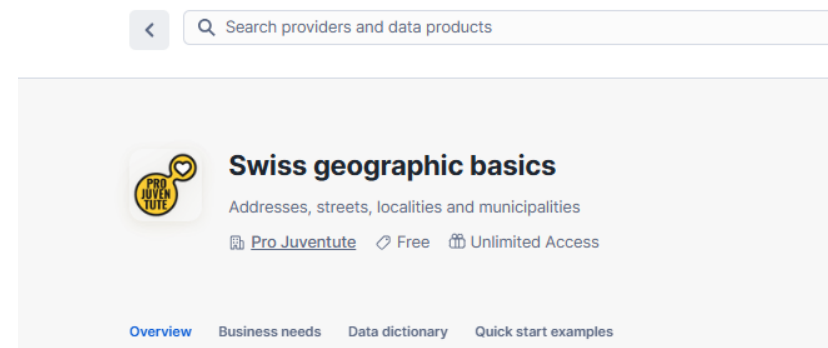 Search providers and data products
PRO
JUVEN
TUTE
Swiss geographic basics
Addresses, streets, localities and municipalities
Pro Juventute Free Unlimited Access
Overview Business needs Data dictionary Quick start examples